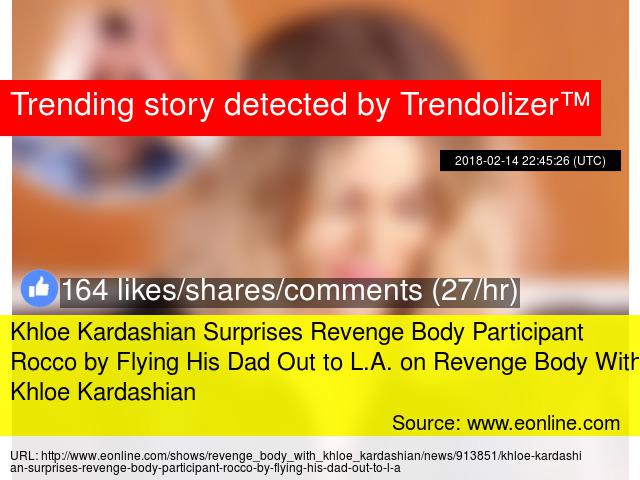 Trending story detected by Trendolizer™
2018-02-14 22:45:26 (UTC)
164 likes/shares/comments (27/hr)
Khloe Kardashian Surprises Revenge Body Participant
Rocco by Flying His Dad Out to L.A. on Revenge Body With
Khloe Kardashian
Source: www.eonline.com
URL: http://www.eonline.com/shows/revenge_body_with_khloe_kardashian/news/913851/khloe-kardashi
an-surprises-revenge-body-participant-rocco-by-flying-his-dad-out-to-l-a